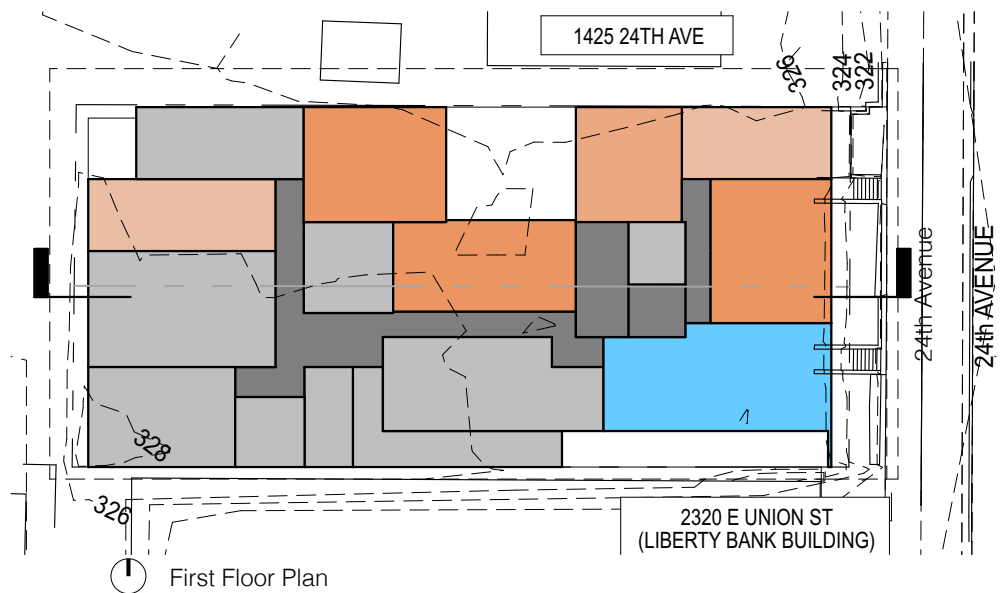 1425 24TH AVE
326
324
322
24th Avenue
24th AVENUE
328
326
2320 E UNION ST
(LIBERTY BANK BUILDING)
First Floor Plan